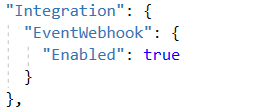 "Integration": {
  "EventWebhook": {
    "Enabled": true
  }
},